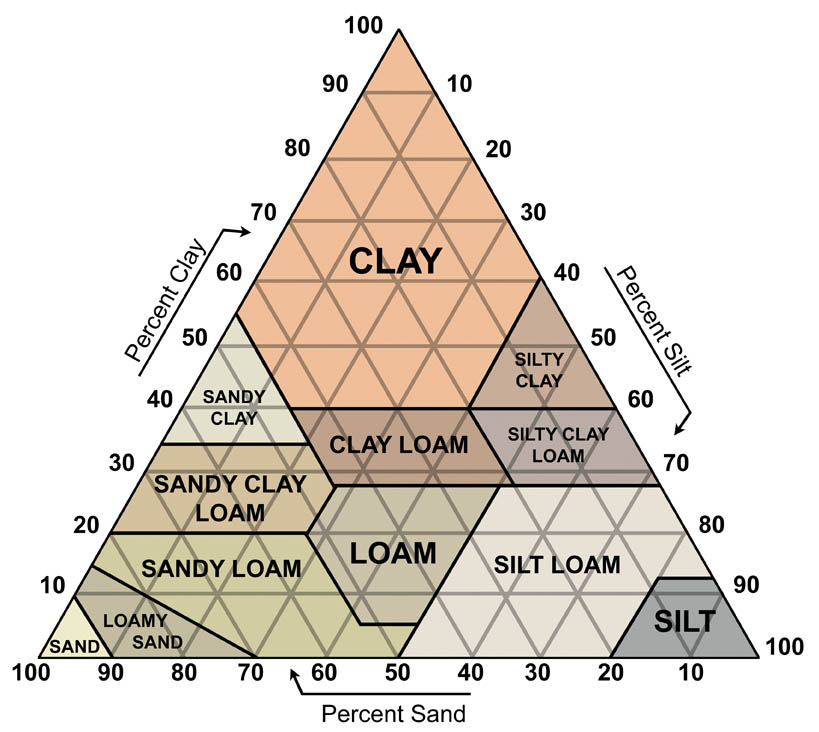 100
90
10
80
20
70
30
CLAY
60
40
Percent Clay
Percent Silt
50
50
SILTY
CLAY
40
SANDY
CLAY
60
CLAY LOAM
SILTY CLAY
LOAM
30
70
SANDY CLAY
LOAM
20
80
LOAM
SANDY LOAM
SILT LOAM
10
90
LOAMY
SAND
SILT
SAND
100
100
90
80
70
60
50
40
30
20
10
Percent Sand